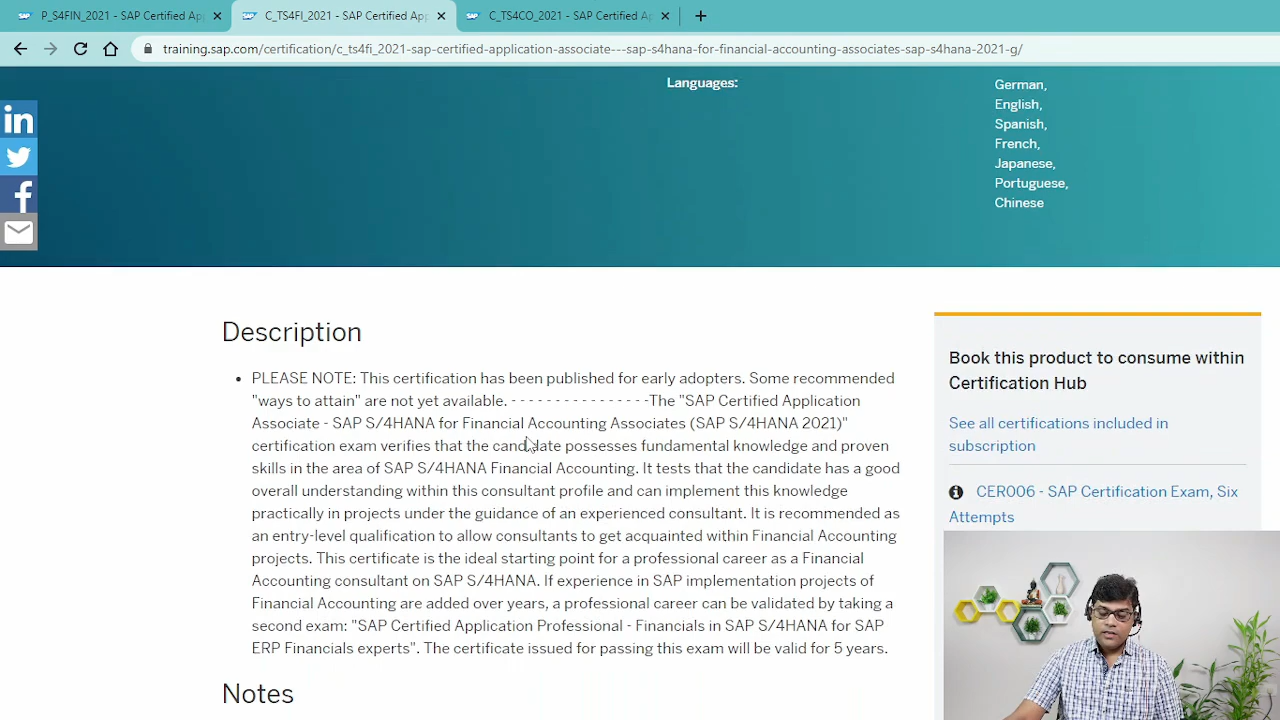 P_S4FIN_2021 - SAP Certified Ap
C_TS4FI_2021 - SAP Certified Ap
C_TS4CO_2021 - SAP Certified A
training.sap.com/certification/c_ts4fi_2021-sap-certified-application-associate---sap-s4hana-for-financial-accounting-associates-sap-s4hana-2021-g/
Languages:
German,
English,
Spanish,
French,
Japanese,
Portuguese,
Chinese
in
f
Description
• PLEASE NOTE: This certification has been published for early adopters. Some recommended
"ways to attain" are not yet available. - - - - - - - - - - - - - - - -The "SAP Certified Application
Associate - SAP S/4HANA for Financial Accounting Associates (SAP S/4HANA 2021)"
certification exam verifies that the candidate possesses fundamental knowledge and proven
skills in the area of SAP S/4HANA Financial Accounting. It tests that the candidate has a good
overall understanding within this consultant profile and can implement this knowledge
practically in projects under the guidance of an experienced consultant. It is recommended as
an entry-level qualification to allow consultants to get acquainted within Financial Accounting
projects. This certificate is the ideal starting point for a professional career as a Financial
Accounting consultant on SAP S/4HANA. If experience in SAP implementation projects of
Financial Accounting are added over years, a professional career can be validated by taking a
second exam: "SAP Certified Application Professional - Financials in SAP S/4HANA for SAP
ERP Financials experts". The certificate issued for passing this exam will be valid for 5 years.
Notes
Book this product to consume within
Certification Hub
See all certifications included in
subscription
CER006 - SAP Certification Exam, Six
Attempts